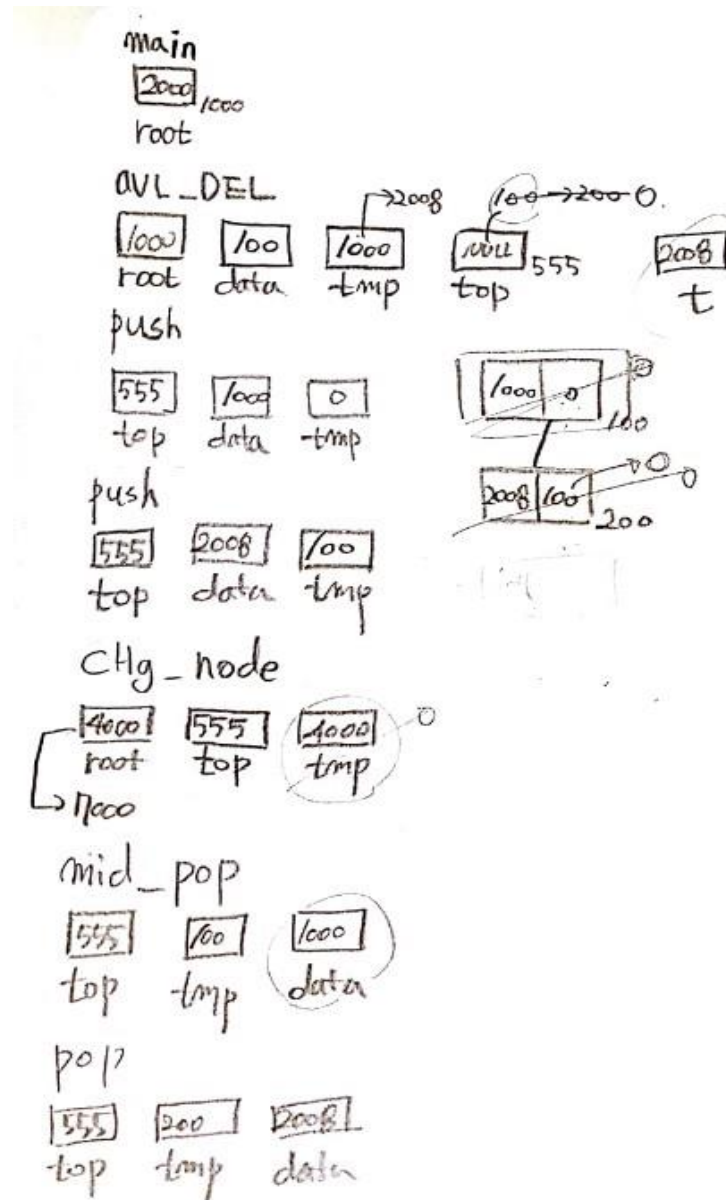 main
2000 1000
root
AVL_DEL
→2008 100→200→0
1000 100 1000 NULL 555 2008
root data tmp top t
push
555 1000 0 1000 0 0
top data tmp 100
push
555 2008 100 2008 100 →0 0
top data tmp 200
CHg_node
4000 555 4000 0
root top tmp
→7000
mid_pop
555 100 1000
top tmp data
pop
555 200 2008
top tmp data